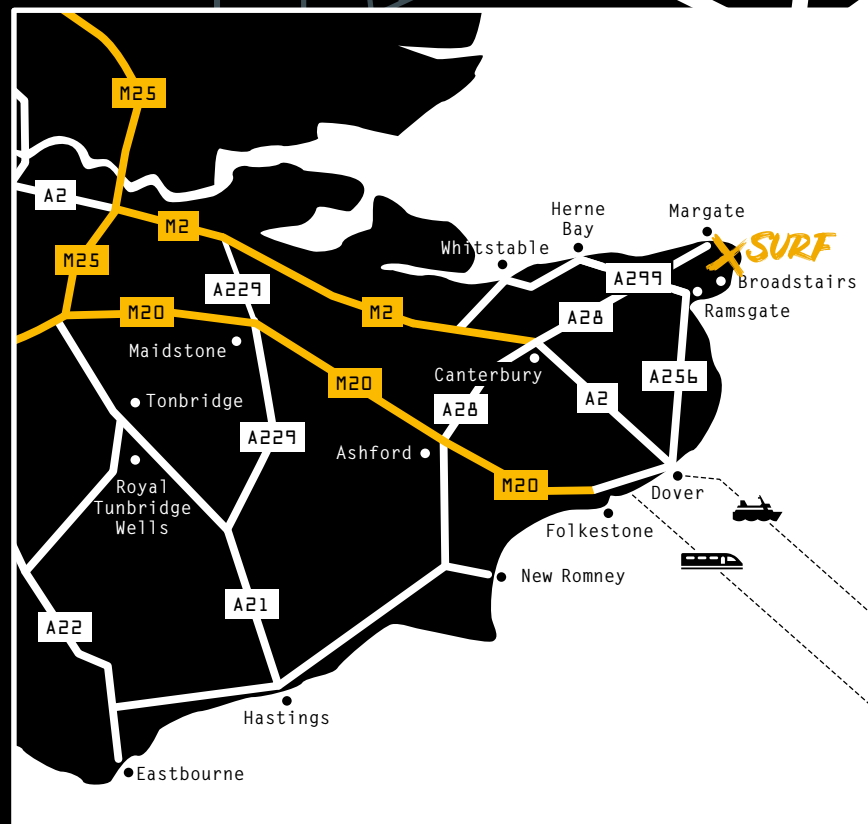 M25
A2
M2
Herne
Bay
Margate
Whitstable
SURF
M25
A229
A299
Broadstairs
M20
M2
A28
Ramsgate
Maidstone
Canterbury
M20
A256
Tonbridge
A28
A2
A229
Ashford
Royal
Tunbridge
Wells
M20
Dover
Folkestone
New Romney
A21
A22
Hastings
Eastbourne